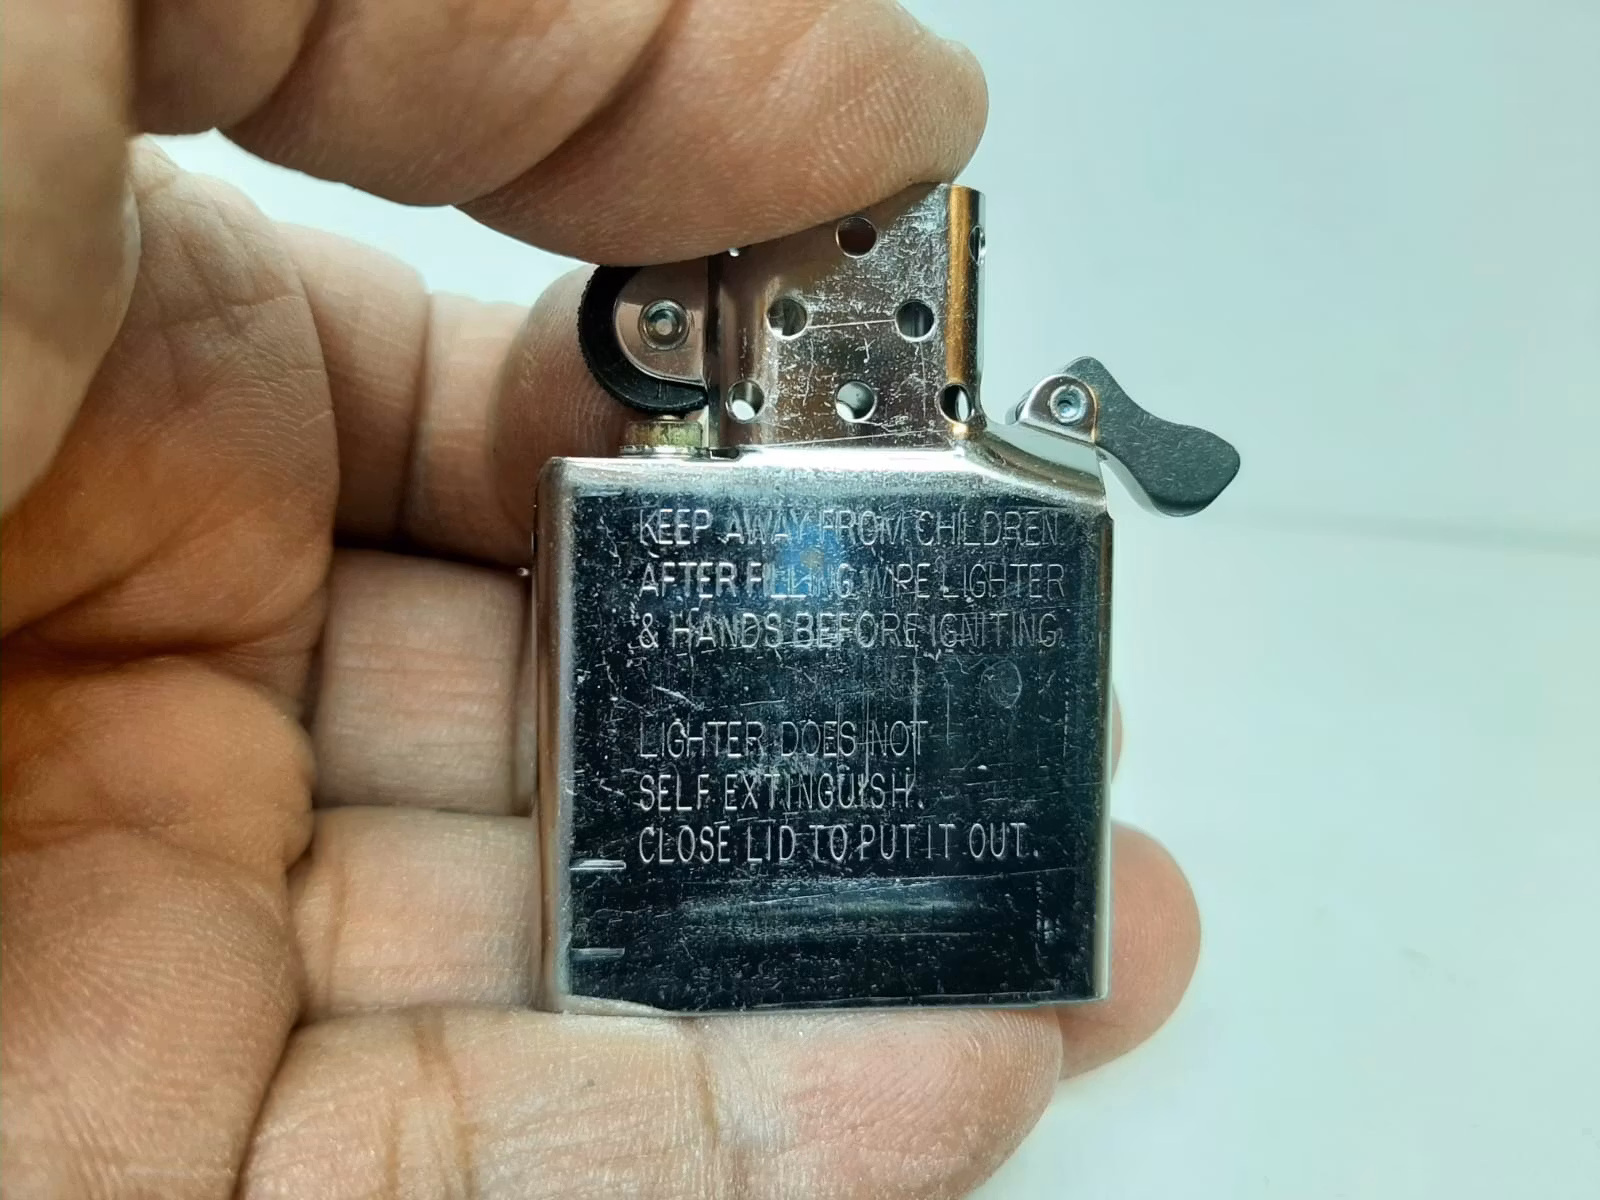 KEEP AWAY FROM CHILDREN.
AFTER FILLING WIPE LIGHTER
& HANDS BEFORE IGNITING.
LIGHTER DOES NOT
SELF EXTINGUISH.
CLOSE LID TO PUT IT OUT.